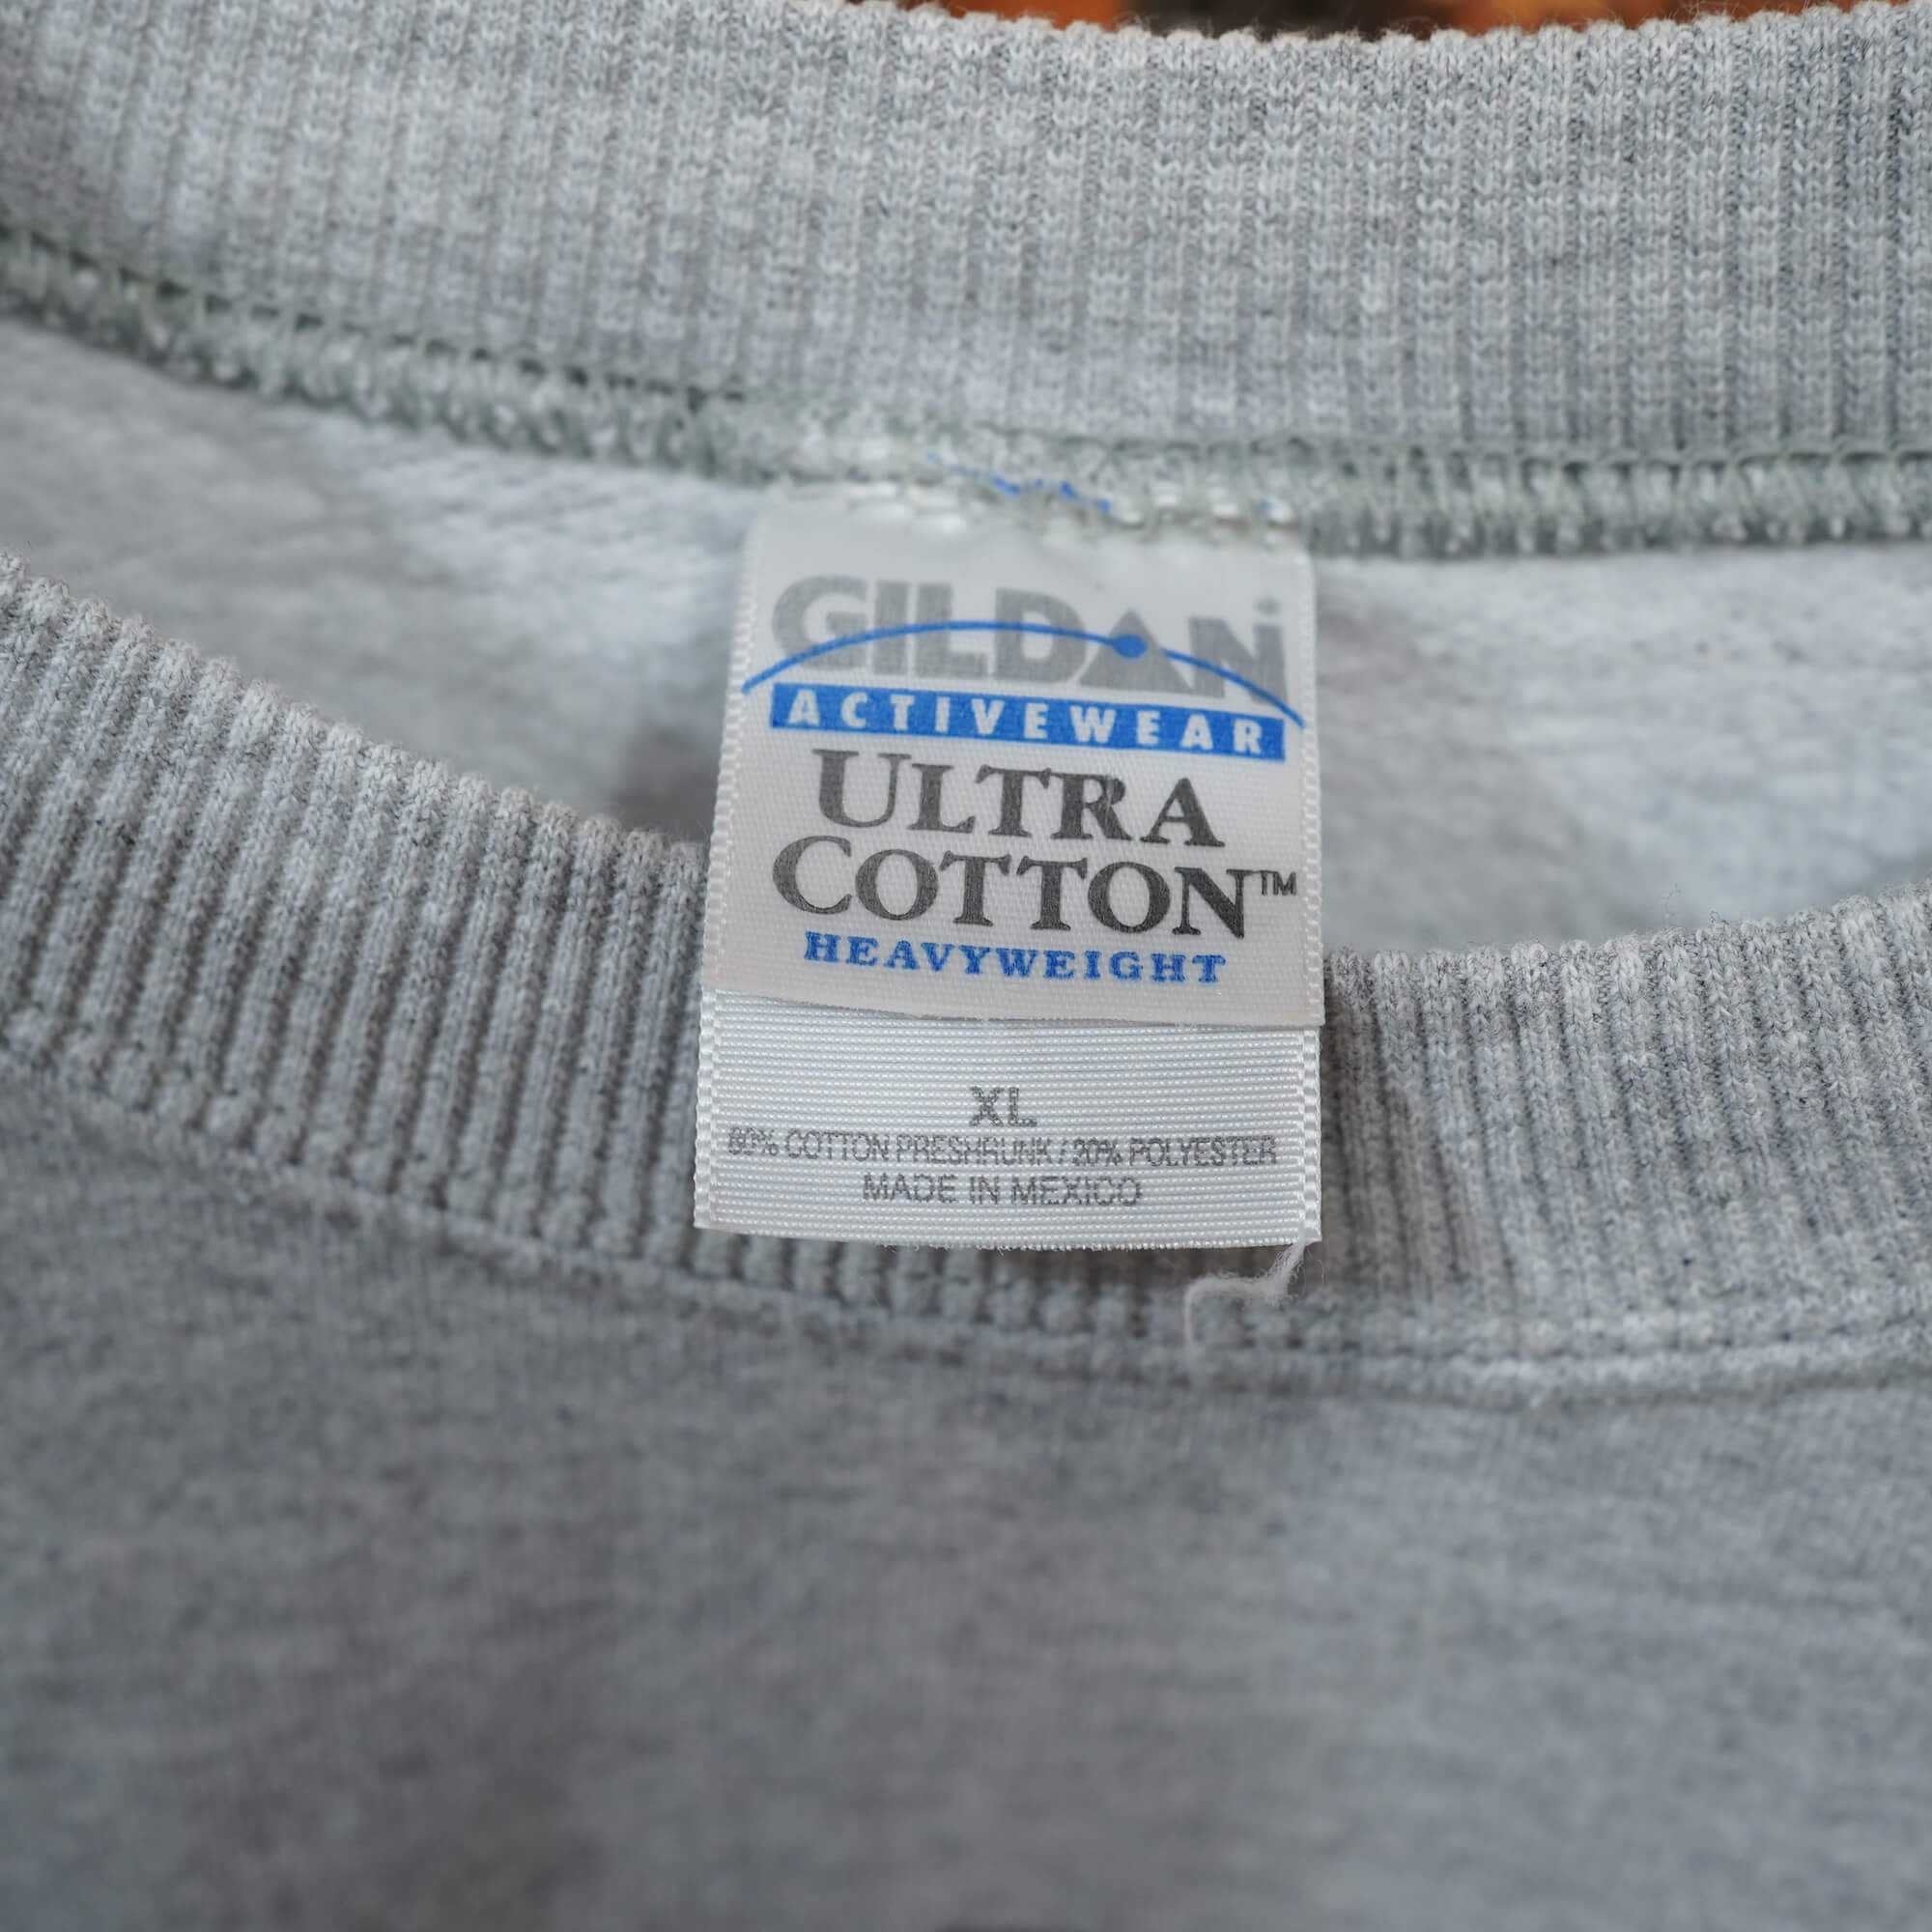 GILDAN
ACTIVEWEAR
ULTRA
COTTON™
HEAVYWEIGHT
XL
80% COTTON PRESHRUNK / 20% POLYESTER
MADE IN MEXICO